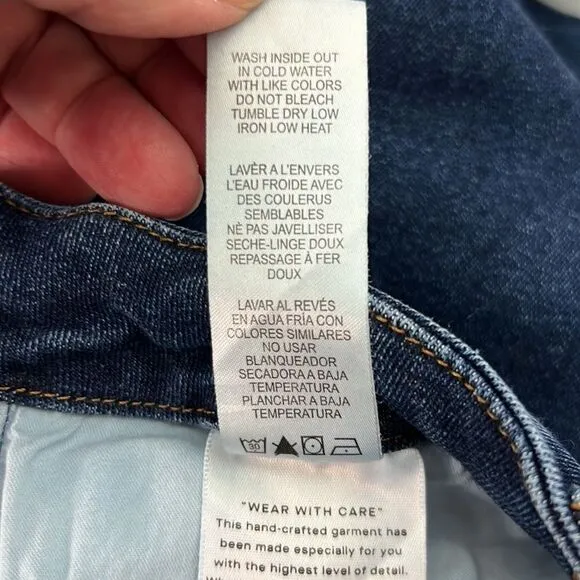 WASH INSIDE OUT
IN COLD WATER
WITH LIKE COLORS
DO NOT BLEACH
TUMBLE DRY LOW
IRON LOW HEAT
LAVÈR A L'ENVERS
L'EAU FROIDE AVEC
DES COULERUS
SEMBLABLES
NÈ PAS JAVELLISER
SECHE-LINGE DOUX
REPASSAGE À FER
DOUX
LAVAR AL REVÉS
EN AGUA FRÍA CON
COLORES SIMILARES
NO USAR
BLANQUEADOR
SECADORA A BAJA
TEMPERATURA
PLANCHAR A BAJA
TEMPERATURA
30
"WEAR WITH CARE"
This hand-crafted garment has
been made especially for you
with the highest level of detail.